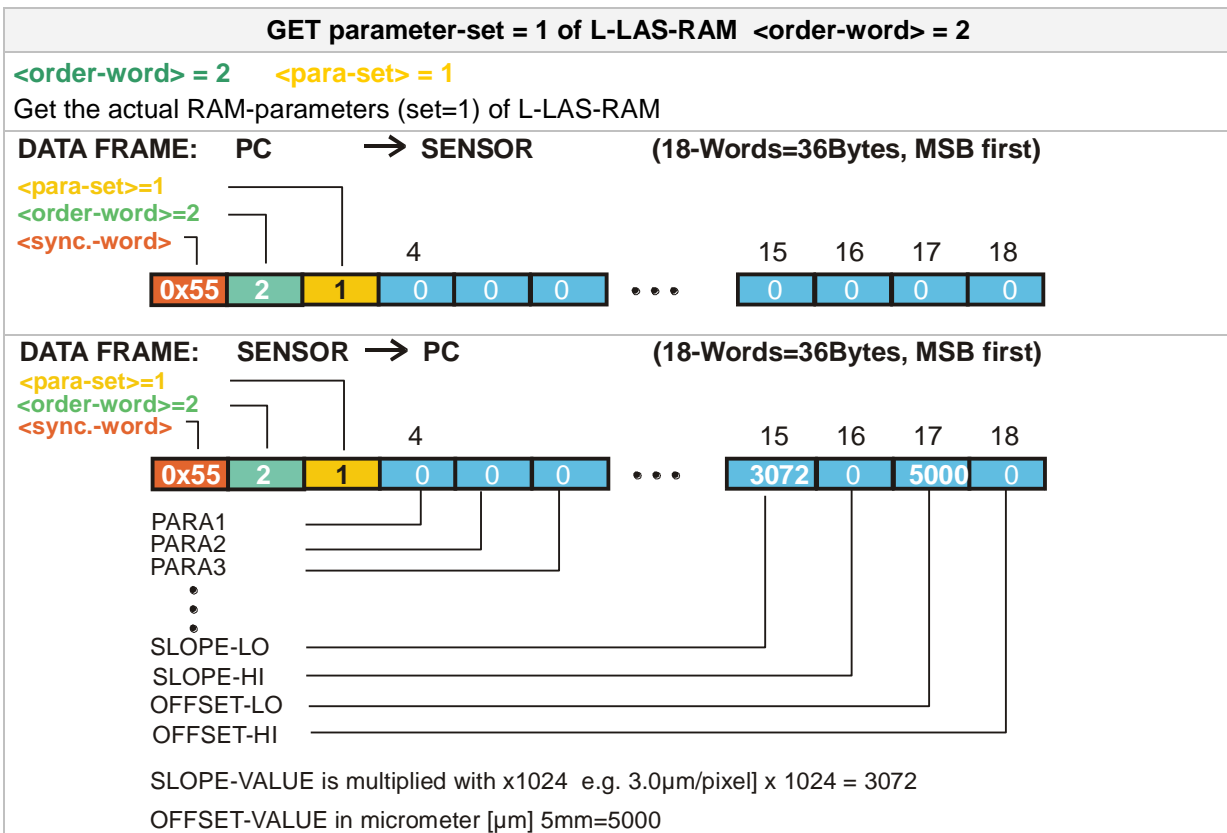 GET parameter-set = 1 of L-LAS-RAM <order-word> = 2
<order-word> = 2 <para-set> = 1
Get the actual RAM-parameters (set=1) of L-LAS-RAM
DATA FRAME: PC → SENSOR (18-Words=36Bytes, MSB first)
<para-set>=1
<order-word>=2
<sync.-word>
4 15 16 17 18
0x55 2 1 0 0 0 • • • 0 0 0 0
DATA FRAME: SENSOR → PC (18-Words=36Bytes, MSB first)
<para-set>=1
<order-word>=2
<sync.-word>
4 15 16 17 18
0x55 2 1 0 0 0 • • • 3072 0 5000 0
PARA1
PARA2
PARA3
•
•
•
SLOPE-LO
SLOPE-HI
OFFSET-LO
OFFSET-HI
SLOPE-VALUE is multiplied with x1024 e.g. 3.0µm/pixel] x 1024 = 3072
OFFSET-VALUE in micrometer [µm] 5mm=5000